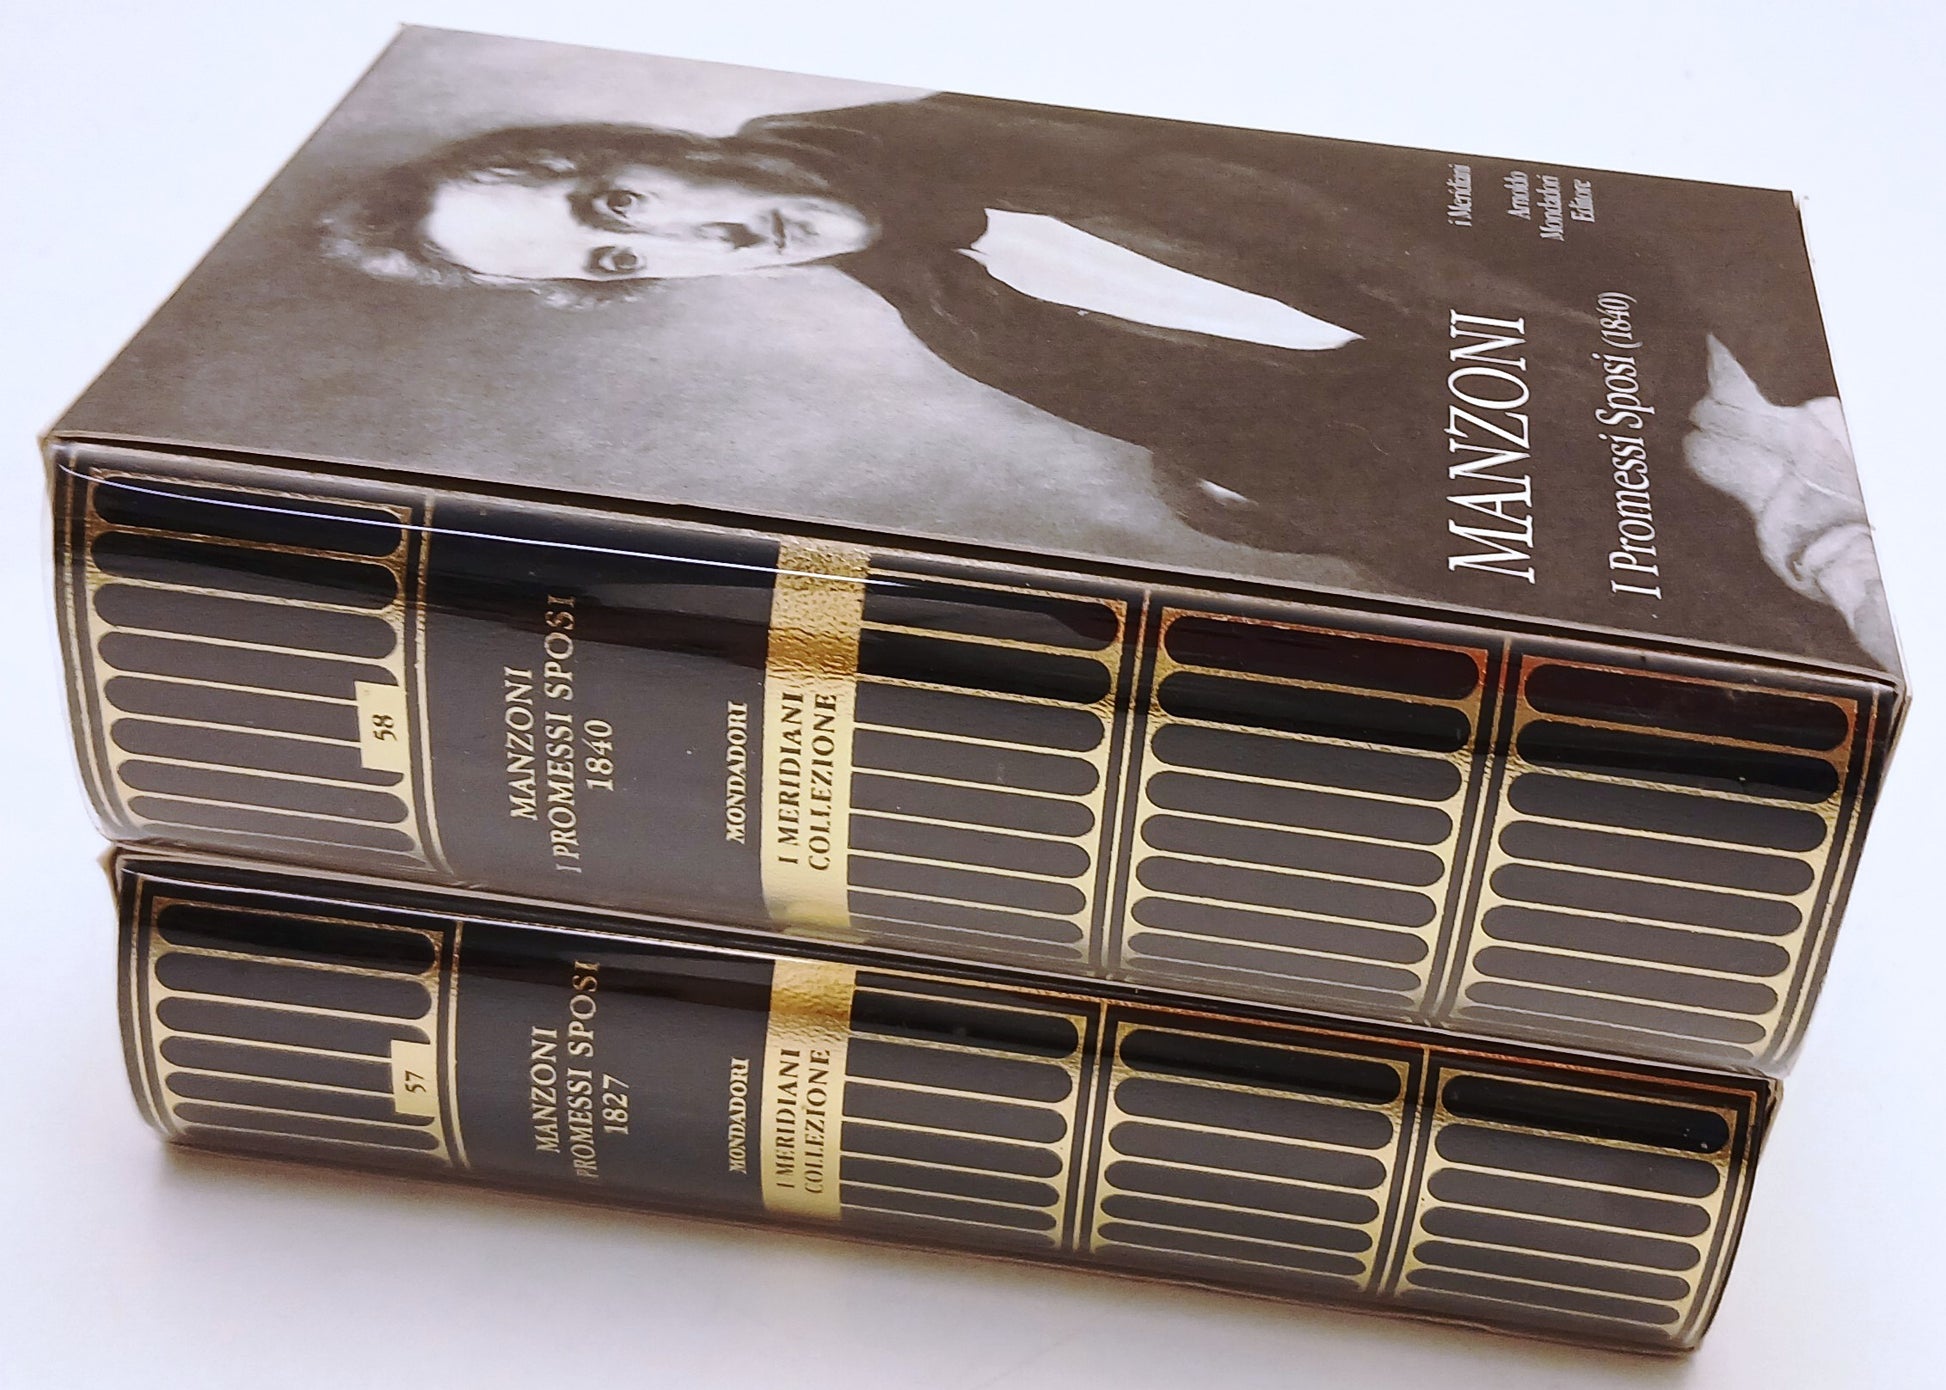 i Meridiani
Arnoldo
Mondadori
Editore
MANZONI
I Promessi Sposi (1840)
58
MANZONI
I PROMESSI SPOSI
1840
MONDADORI
I MERIDIANI
COLLEZIONE
57
MANZONI
PROMESSI SPOSI
1827
MONDADORI
I MERIDIANI
COLLEZIONE